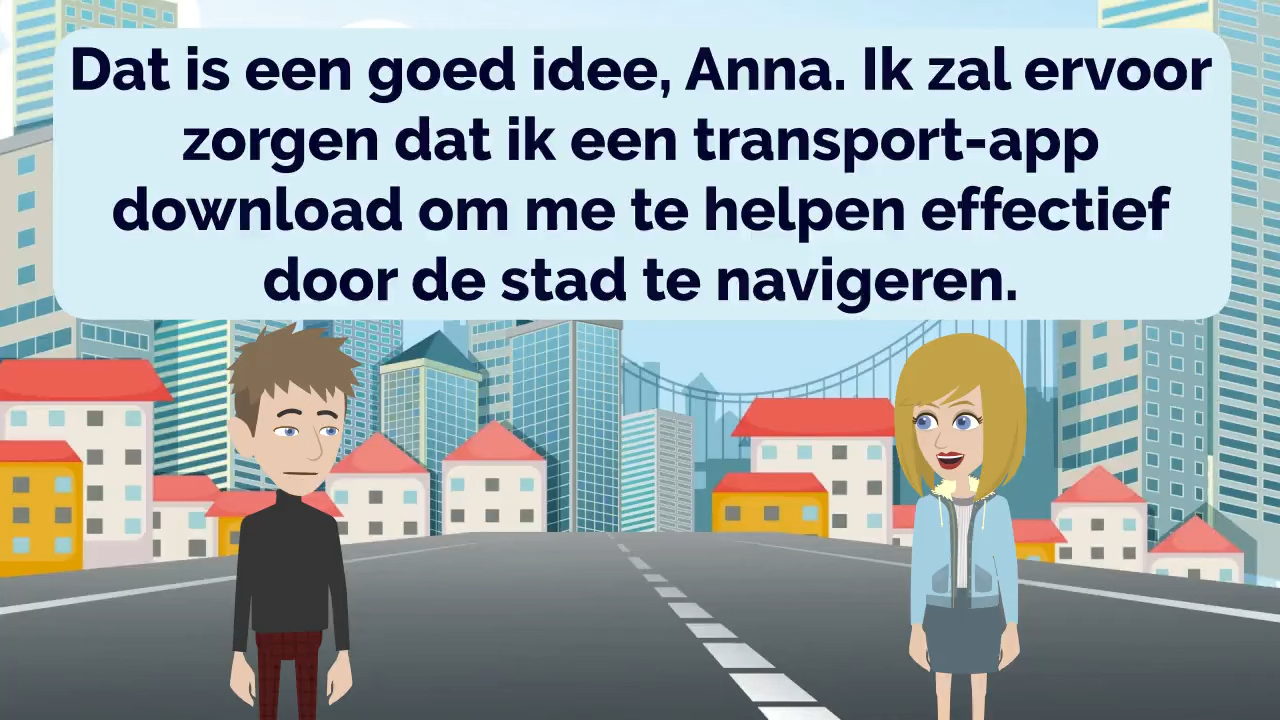 Dat is een goed idee, Anna. Ik zal ervoor
zorgen dat ik een transport-app
download om me te helpen effectief
door de stad te navigeren.